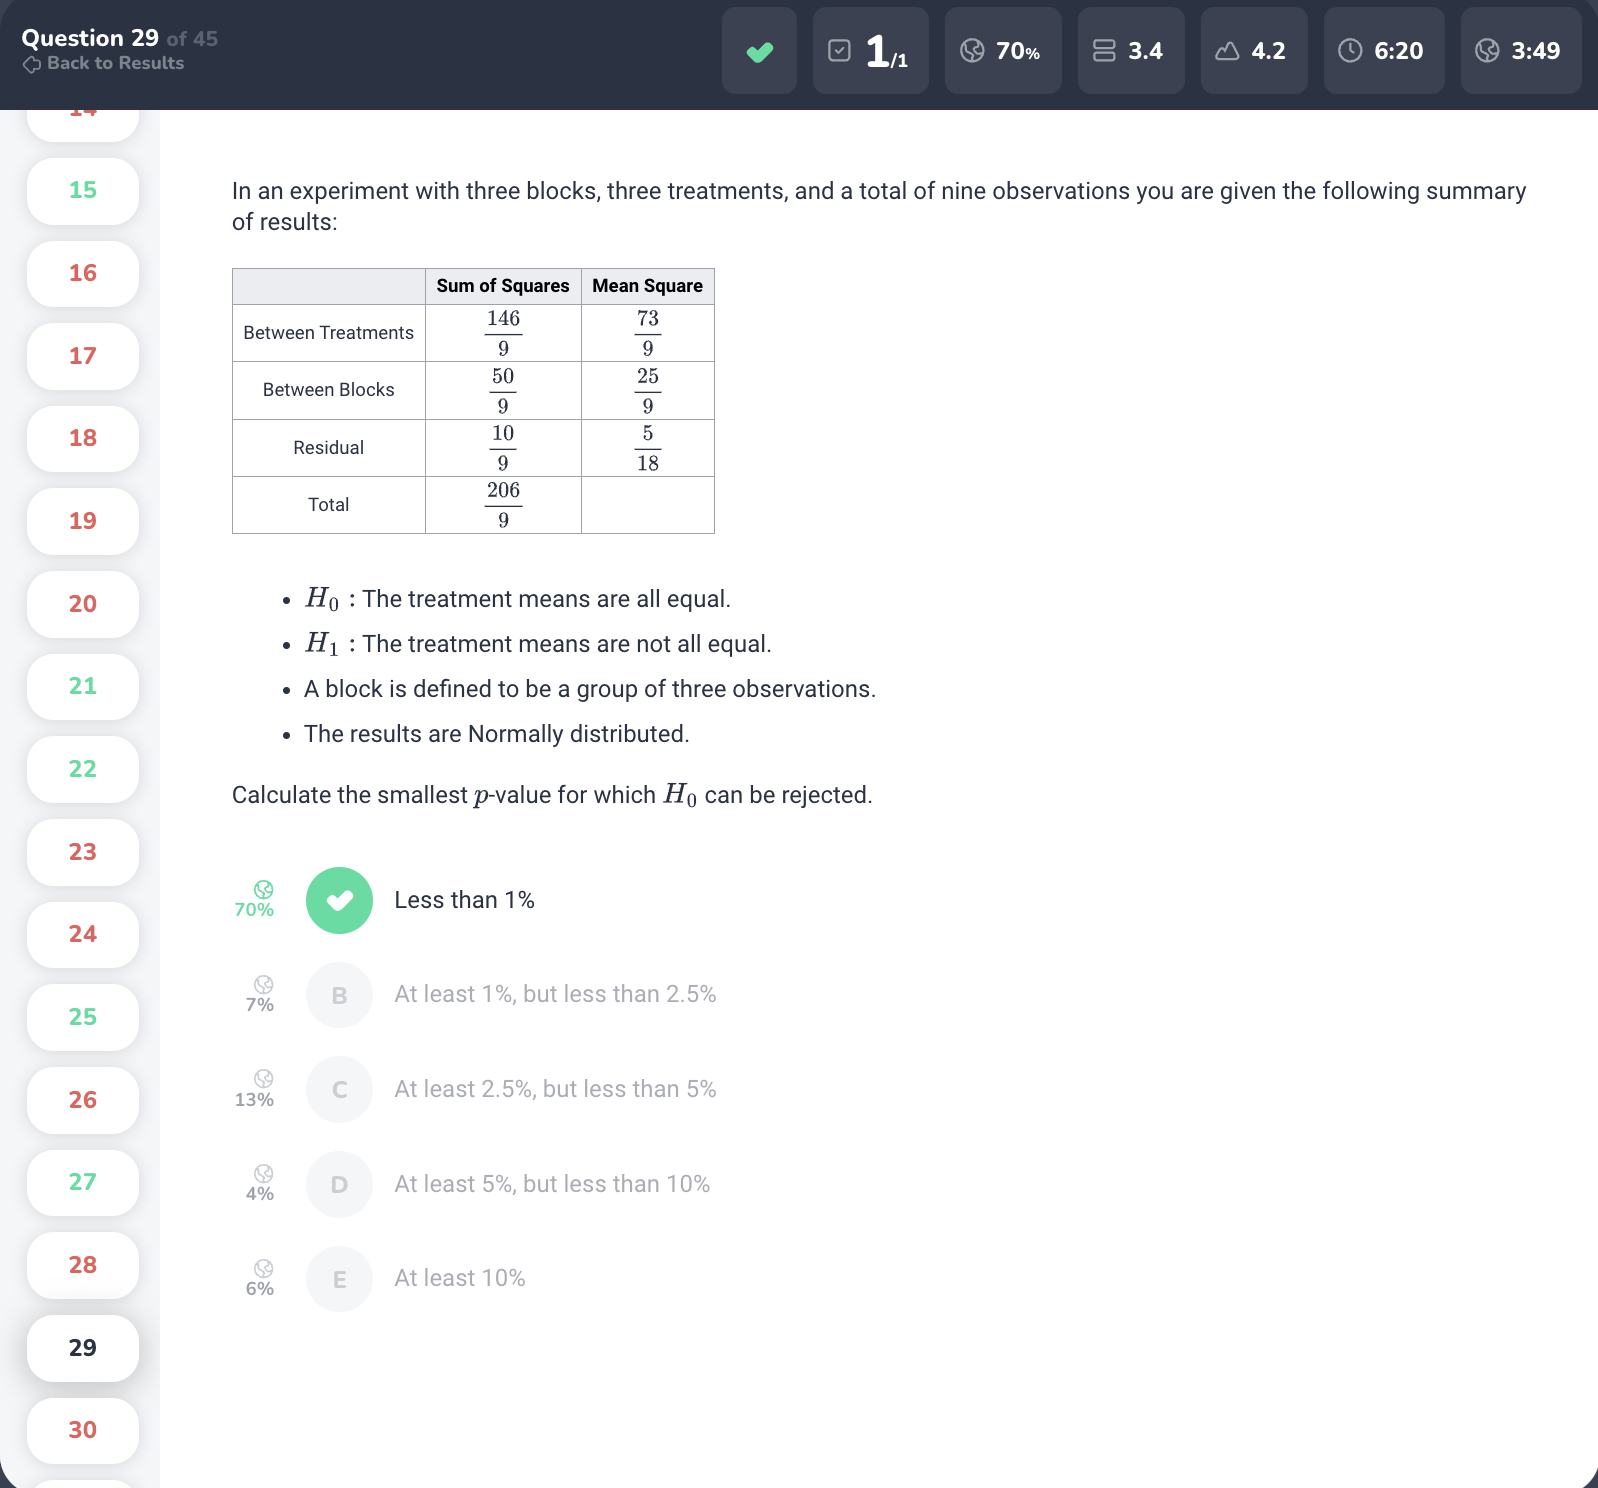 Question 29 of 45
Back to Results
1/1
70%
3.4
4.2
6:20
3:49
14
15
16
17
18
19
20
21
22
23
24
25
26
27
28
29
30
In an experiment with three blocks, three treatments, and a total of nine observations you are given the following summary
of results:
Sum of Squares Mean Square
Between Treatments 146/9 73/9
Between Blocks 50/9 25/9
Residual 10/9 5/18
Total 206/9
• H₀ : The treatment means are all equal.
• H₁ : The treatment means are not all equal.
• A block is defined to be a group of three observations.
• The results are Normally distributed.
Calculate the smallest p-value for which H₀ can be rejected.
70% Less than 1%
7% B At least 1%, but less than 2.5%
13% C At least 2.5%, but less than 5%
4% D At least 5%, but less than 10%
6% E At least 10%